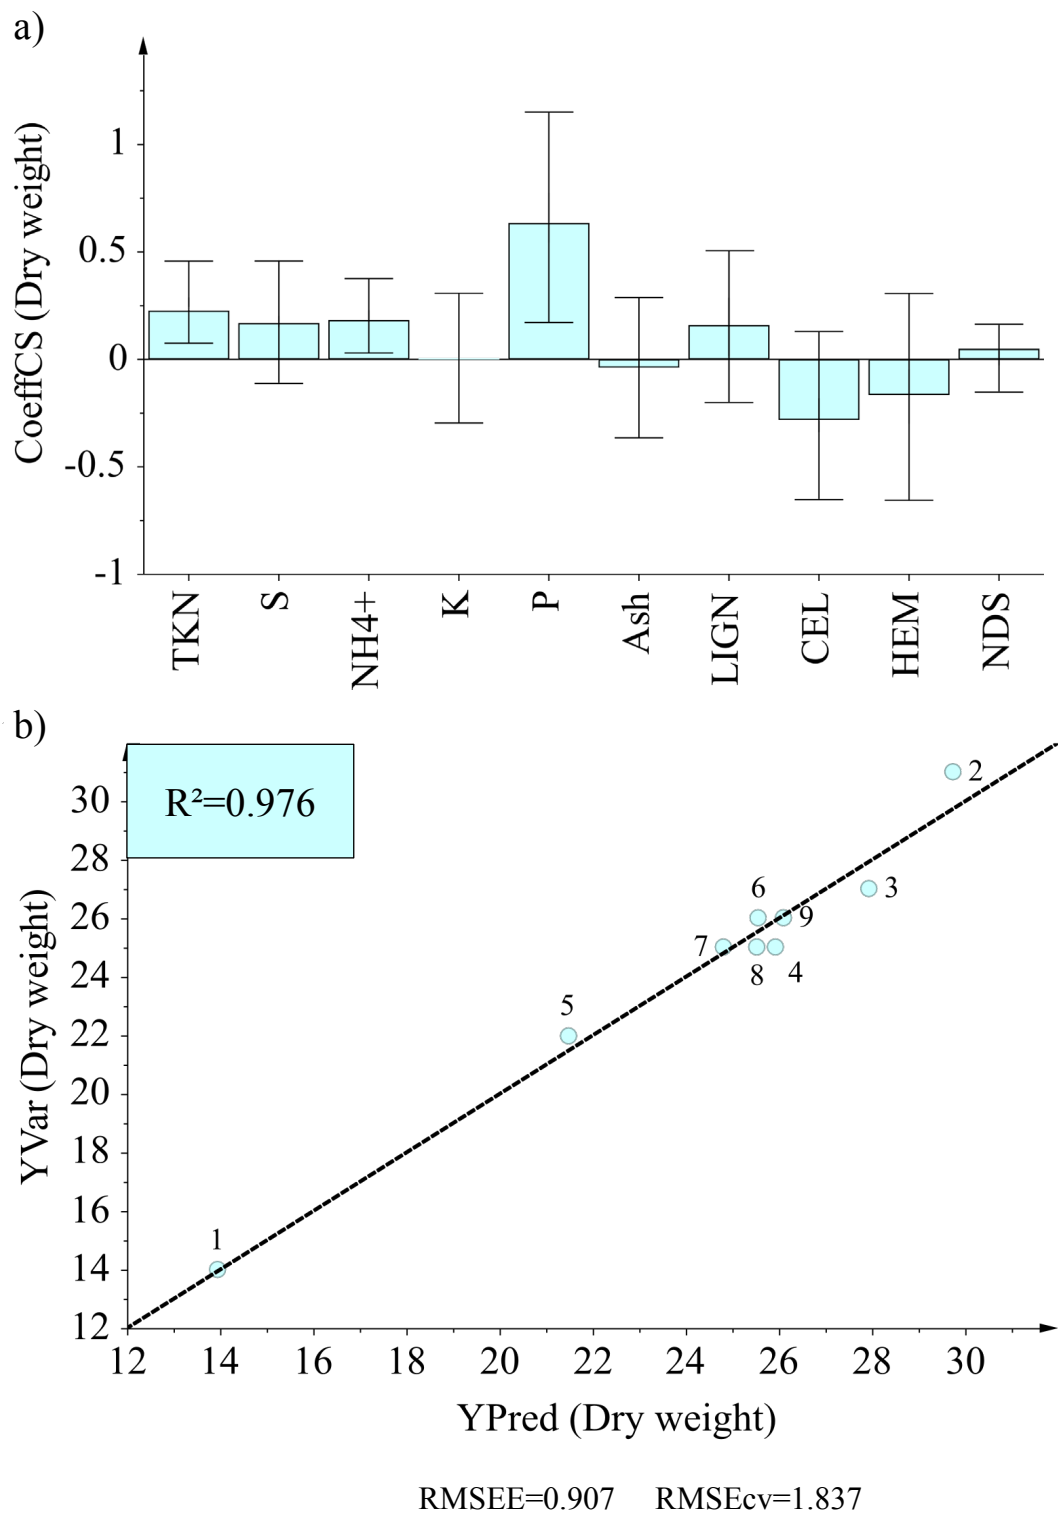 a)
CoeffCS (Dry weight)
1
0.5
0
-0.5
-1
TKN
S
NH4+
K
P
Ash
LIGN
CEL
HEM
NDS
b)
R²=0.976
YVar (Dry weight)
30
28
26
24
22
20
18
16
14
12
2
3
6
9
7
8
4
5
1
12 14 16 18 20 22 24 26 28 30
YPred (Dry weight)
RMSEE=0.907 RMSEcv=1.837